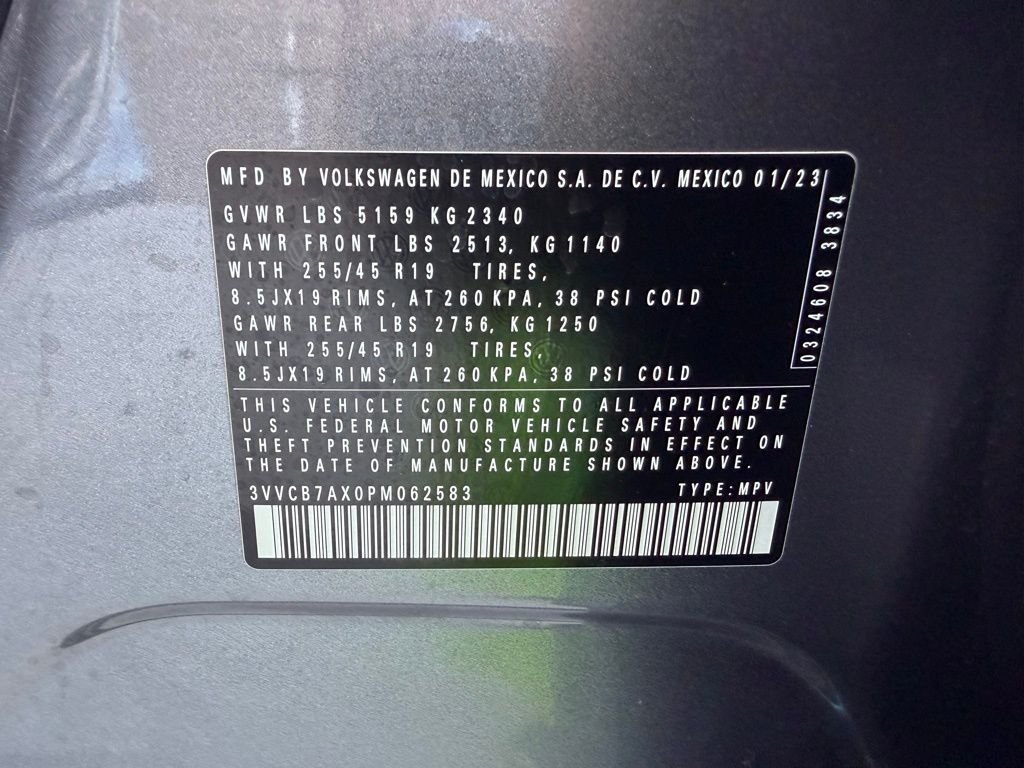 MFD BY VOLKSWAGEN DE MEXICO S.A. DE C.V. MEXICO 01/23
GVWR LBS 5159 KG 2340
GAWR FRONT LBS 2513, KG 1140
WITH 255/45 R19 TIRES,
8.5JX19 RIMS, AT 260 KPA, 38 PSI COLD
GAWR REAR LBS 2756, KG 1250
WITH 255/45 R19 TIRES,
8.5JX19 RIMS, AT 260 KPA, 38 PSI COLD
0324608 3834
THIS VEHICLE CONFORMS TO ALL APPLICABLE
U.S. FEDERAL MOTOR VEHICLE SAFETY AND
THEFT PREVENTION STANDARDS IN EFFECT ON
THE DATE OF MANUFACTURE SHOWN ABOVE.
3VVCB7AX0PM062583 TYPE:MPV